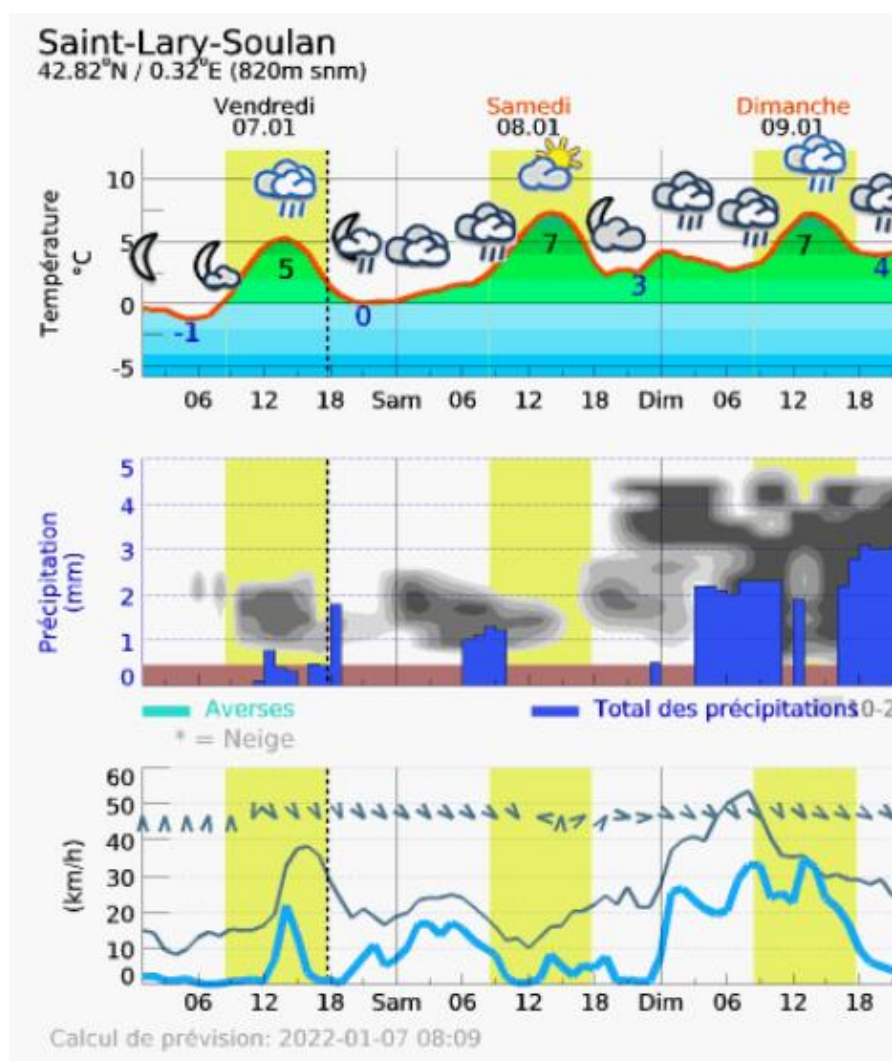 Saint-Lary-Soulan
42.82°N / 0.32°E (820m snm)
Vendredi Samedi Dimanche
07.01 08.01 09.01
Température
°C
10
5
0
-5
5 7 7
-1 0 3 4
06 12 18 Sam 06 12 18 Dim 06 12 18
Précipitation
(mm)
5
4
3
2
1
0
Averses Total des précipitations 10-2
* = Neige
(km/h)
60
50
40
30
20
10
0
06 12 18 Sam 06 12 18 Dim 06 12 18
Calcul de prévision: 2022-01-07 08:09